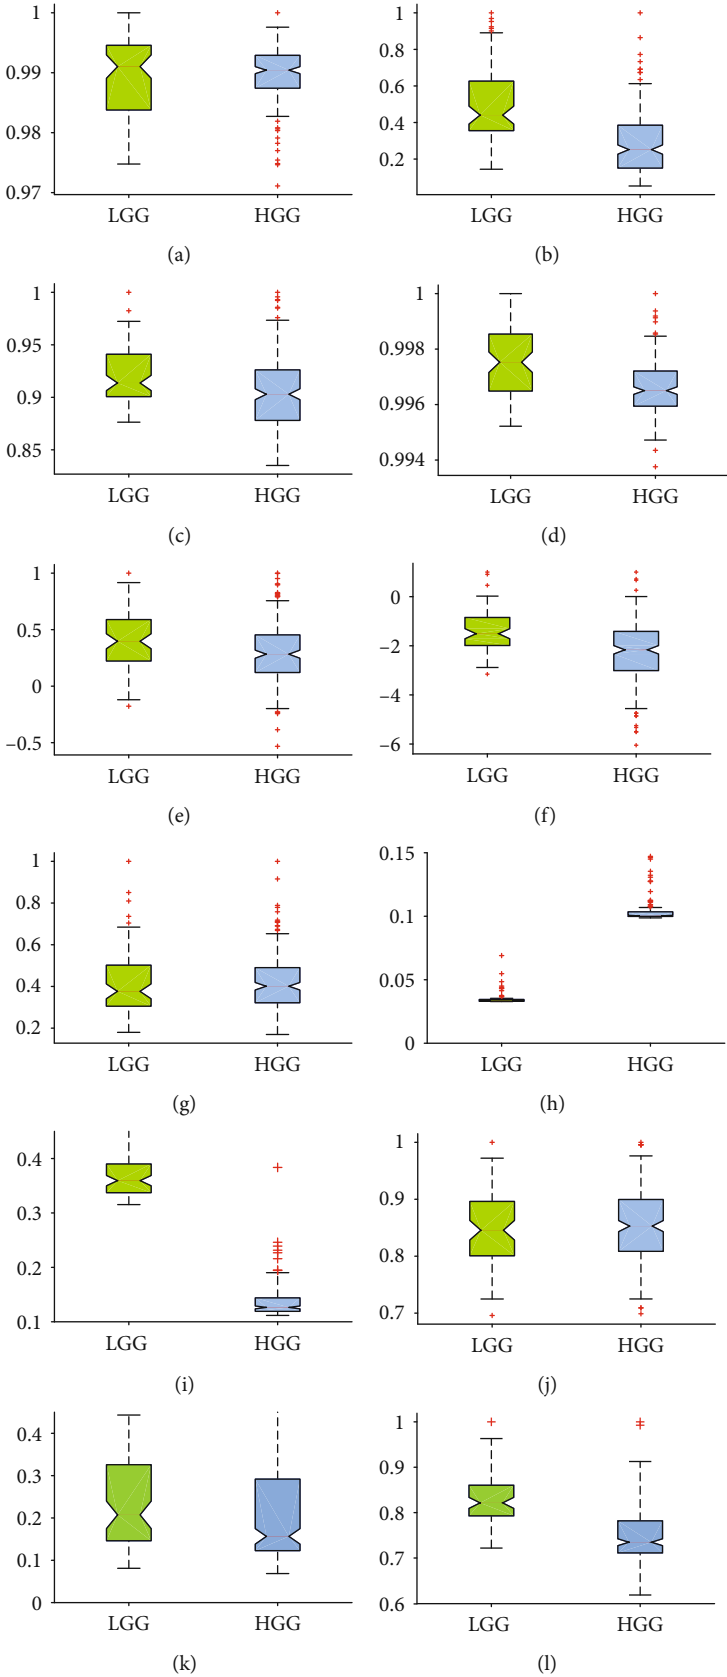 1
0.99
0.98
0.97
LGG HGG
(a)
1
0.8
0.6
0.4
0.2
LGG HGG
(b)
1
0.95
0.9
0.85
LGG HGG
(c)
1
0.998
0.996
0.994
LGG HGG
(d)
1
0.5
0
−0.5
LGG HGG
(e)
0
−2
−4
−6
LGG HGG
(f)
1
0.8
0.6
0.4
0.2
LGG HGG
(g)
0.15
0.1
0.05
0
LGG HGG
(h)
0.4
0.3
0.2
0.1
LGG HGG
(i)
1
0.9
0.8
0.7
LGG HGG
(j)
0.4
0.3
0.2
0.1
0
LGG HGG
(k)
1
0.9
0.8
0.7
0.6
LGG HGG
(l)